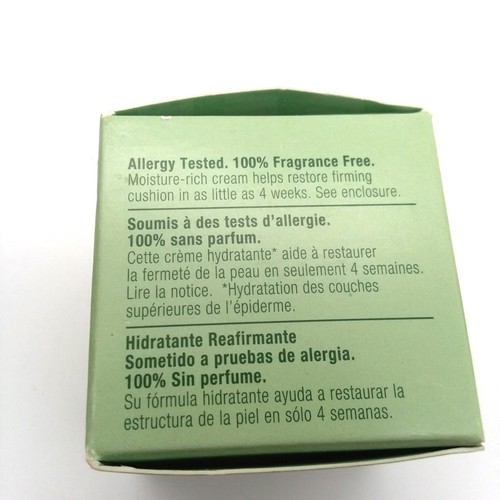 Allergy Tested. 100% Fragrance Free.
Moisture-rich cream helps restore firming
cushion in as little as 4 weeks. See enclosure.
Soumis à des tests d'allergie.
100% sans parfum.
Cette crème hydratante* aide à restaurer
la fermeté de la peau en seulement 4 semaines.
Lire la notice. *Hydratation des couches
supérieures de l'épiderme.
Hidratante Reafirmante
Sometido a pruebas de alergia.
100% Sin perfume.
Su fórmula hidratante ayuda a restaurar la
estructura de la piel en sólo 4 semanas.